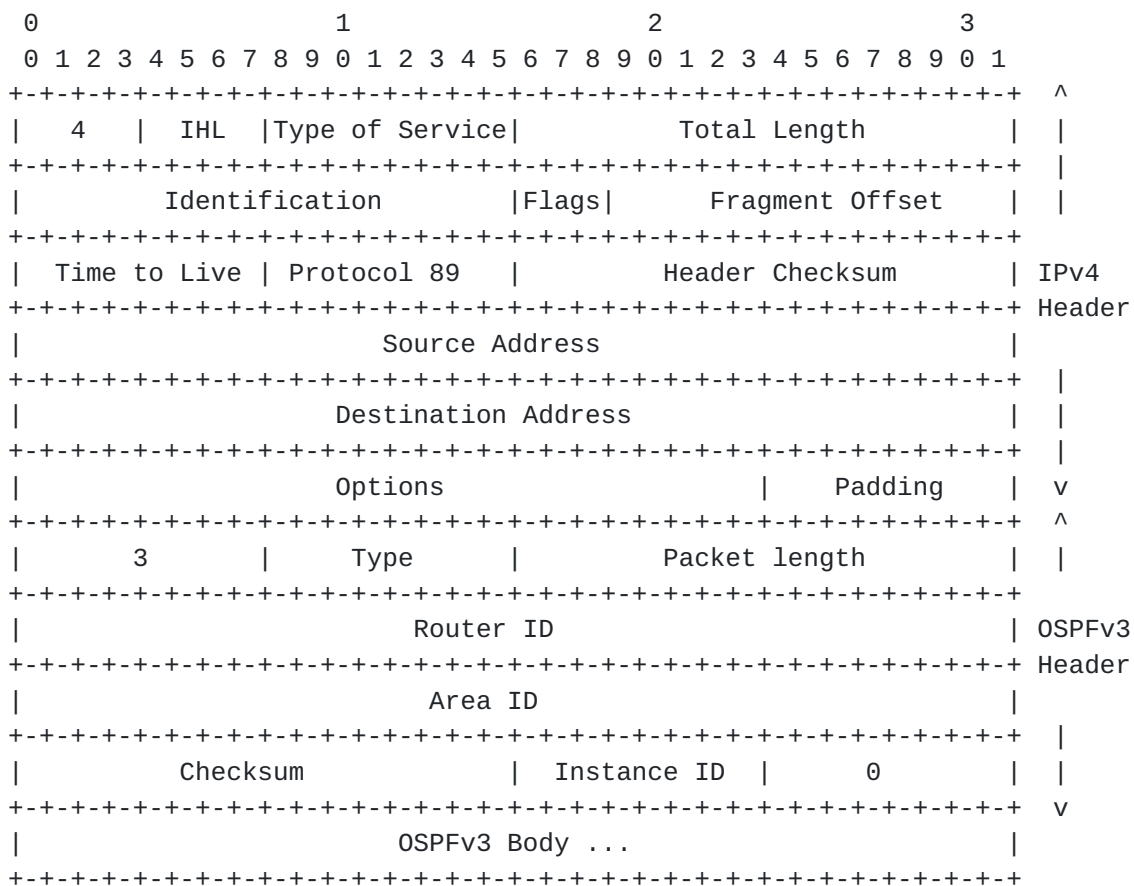 0                   1                   2                   3
 0 1 2 3 4 5 6 7 8 9 0 1 2 3 4 5 6 7 8 9 0 1 2 3 4 5 6 7 8 9 0 1
+-+-+-+-+-+-+-+-+-+-+-+-+-+-+-+-+-+-+-+-+-+-+-+-+-+-+-+-+-+-+-+-+  ^
|   4   |  IHL  |Type of Service|          Total Length         |  |
+-+-+-+-+-+-+-+-+-+-+-+-+-+-+-+-+-+-+-+-+-+-+-+-+-+-+-+-+-+-+-+-+  |
|         Identification        |Flags|      Fragment Offset    |  |
+-+-+-+-+-+-+-+-+-+-+-+-+-+-+-+-+-+-+-+-+-+-+-+-+-+-+-+-+-+-+-+-+
|  Time to Live | Protocol 89   |         Header Checksum       | IPv4
+-+-+-+-+-+-+-+-+-+-+-+-+-+-+-+-+-+-+-+-+-+-+-+-+-+-+-+-+-+-+-+-+ Header
|                       Source Address                          |
+-+-+-+-+-+-+-+-+-+-+-+-+-+-+-+-+-+-+-+-+-+-+-+-+-+-+-+-+-+-+-+-+  |
|                    Destination Address                        |  |
+-+-+-+-+-+-+-+-+-+-+-+-+-+-+-+-+-+-+-+-+-+-+-+-+-+-+-+-+-+-+-+-+  |
|                    Options                    |    Padding    |  v
+-+-+-+-+-+-+-+-+-+-+-+-+-+-+-+-+-+-+-+-+-+-+-+-+-+-+-+-+-+-+-+-+  ^
|       3       |     Type      |         Packet length         |  |
+-+-+-+-+-+-+-+-+-+-+-+-+-+-+-+-+-+-+-+-+-+-+-+-+-+-+-+-+-+-+-+-+
|                         Router ID                             | OSPFv3
+-+-+-+-+-+-+-+-+-+-+-+-+-+-+-+-+-+-+-+-+-+-+-+-+-+-+-+-+-+-+-+-+ Header
|                          Area ID                              |
+-+-+-+-+-+-+-+-+-+-+-+-+-+-+-+-+-+-+-+-+-+-+-+-+-+-+-+-+-+-+-+-+  |
|          Checksum             |  Instance ID  |      0        |  |
+-+-+-+-+-+-+-+-+-+-+-+-+-+-+-+-+-+-+-+-+-+-+-+-+-+-+-+-+-+-+-+-+  v
|                        OSPFv3 Body ...                        |
+-+-+-+-+-+-+-+-+-+-+-+-+-+-+-+-+-+-+-+-+-+-+-+-+-+-+-+-+-+-+-+-+